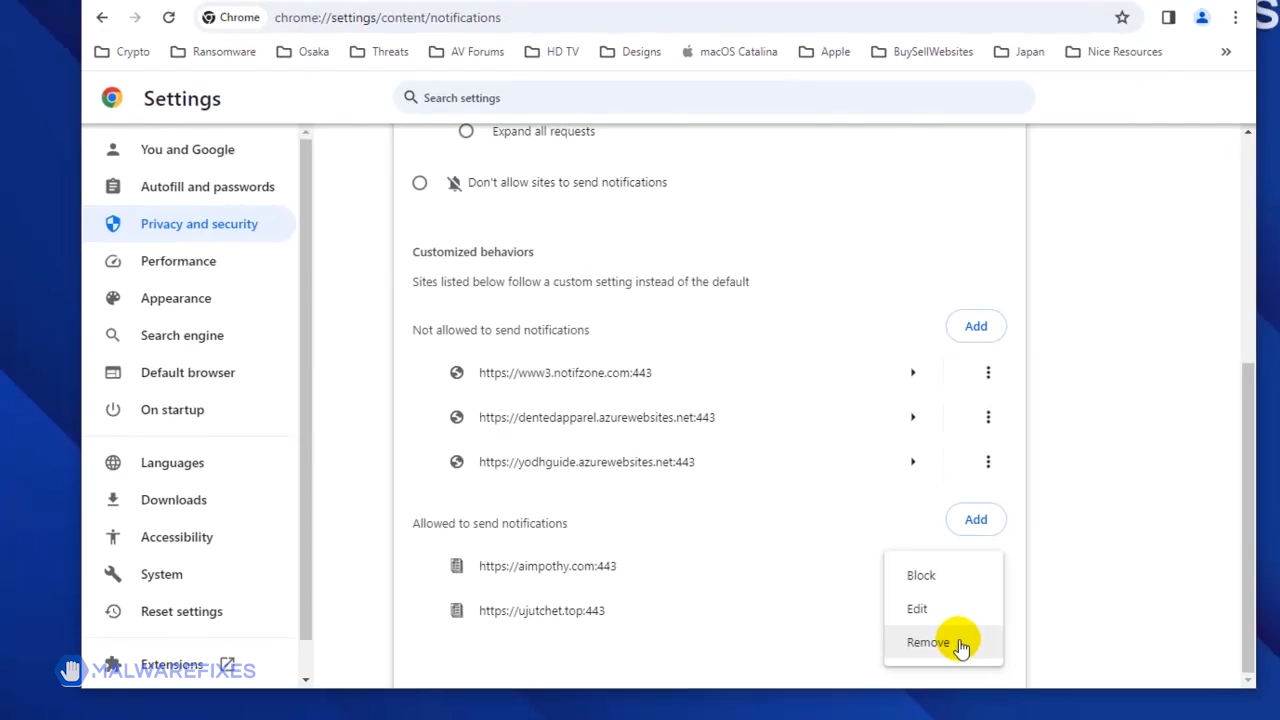 S
Chrome chrome://settings/content/notifications
Crypto Ransomware Osaka Threats AV Forums HD TV Designs macOS Catalina Apple BuySellWebsites Japan Nice Resources »
Settings
Search settings
You and Google
Autofill and passwords
Privacy and security
Performance
Appearance
Search engine
Default browser
On startup
Languages
Downloads
Accessibility
System
Reset settings
Extensions
MALWAREFIXES
Expand all requests
Don't allow sites to send notifications
Customized behaviors
Sites listed below follow a custom setting instead of the default
Not allowed to send notifications
Add
https://www3.notifzone.com:443
https://dentedapparel.azurewebsites.net:443
https://yodhguide.azurewebsites.net:443
Allowed to send notifications
Add
https://aimpothy.com:443
https://ujutchet.top:443
Block
Edit
Remove